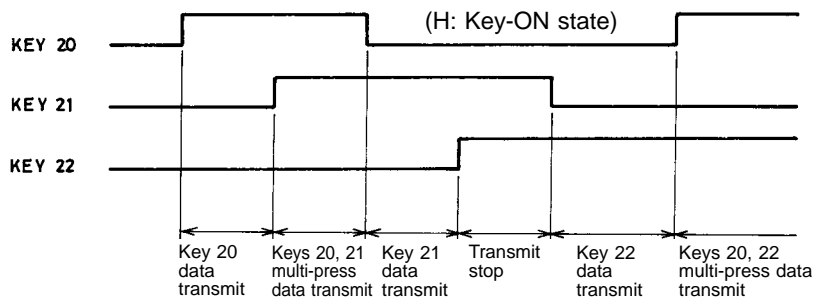 (H: Key-ON state)
KEY 20
KEY 21
KEY 22
Key 20
data
transmit
Keys 20, 21
multi-press
data transmit
Key 21
data
transmit
Transmit
stop
Key 22
data
transmit
Keys 20, 22
multi-press data
transmit